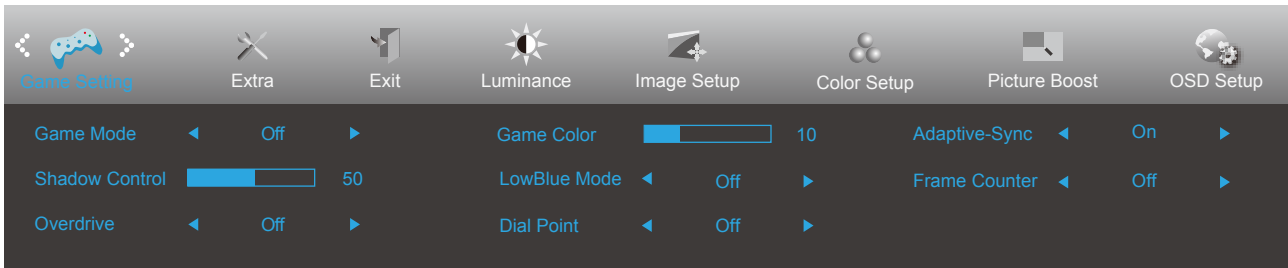 Game Setting Extra Exit Luminance Image Setup Color Setup Picture Boost OSD Setup
Game Mode Off Game Color 10 Adaptive-Sync On
Shadow Control 50 LowBlue Mode Off Frame Counter Off
Overdrive Off Dial Point Off